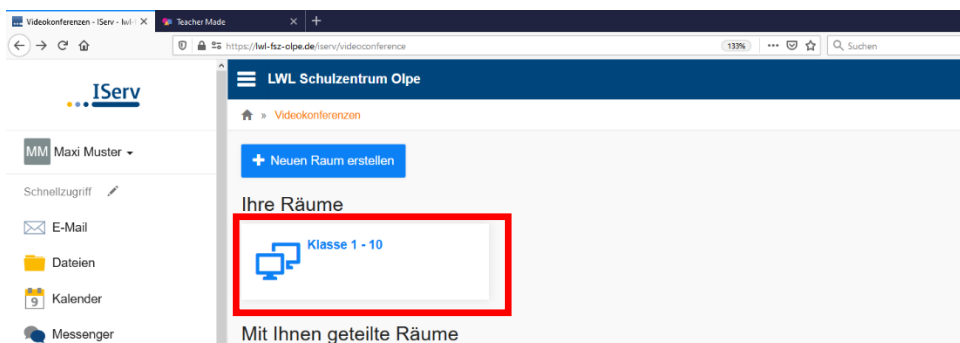 Videokonferenzen - IServ - lwl-f
Teacher Made
https://lwl-fsz-olpe.de/iserv/videoconference
133%
Suchen
IServ
LWL Schulzentrum Olpe
» Videokonferenzen
MM Maxi Muster
+ Neuen Raum erstellen
Schnellzugriff
Ihre Räume
E-Mail
Klasse 1 - 10
Dateien
9 Kalender
Messenger
Mit Ihnen geteilte Räume